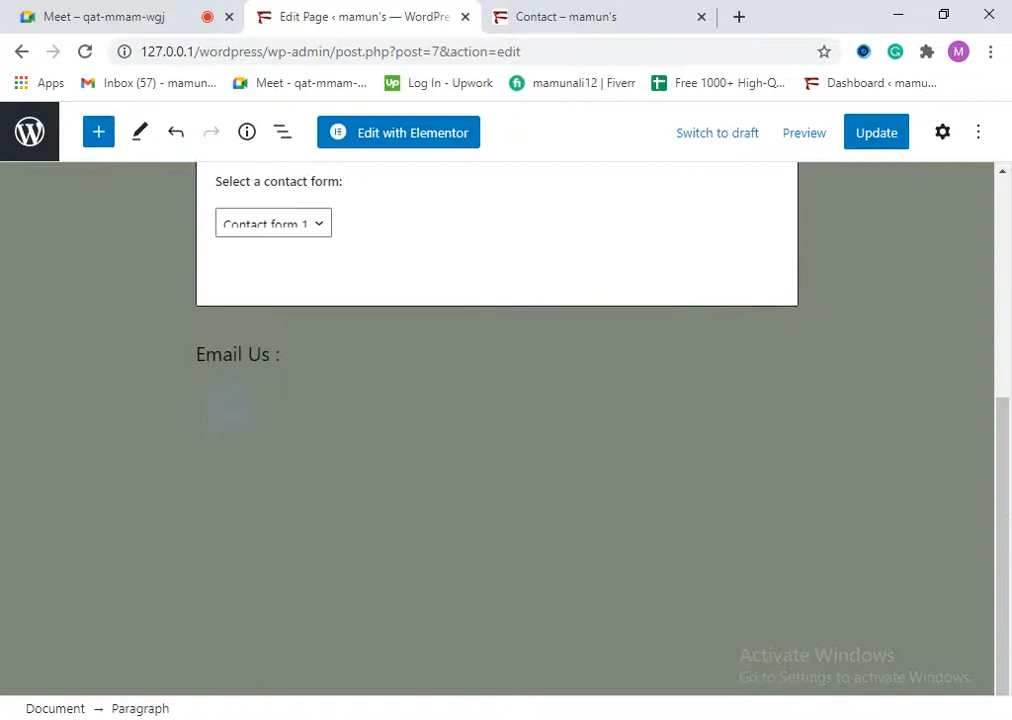 Meet – qat-mmam-wgj
Edit Page ‹ mamun's — WordPre
Contact – mamun's
127.0.0.1/wordpress/wp-admin/post.php?post=7&action=edit
M
Apps
Inbox (57) - mamun...
Meet - qat-mmam-...
Up
Log In - Upwork
fi
mamunali12 | Fiverr
Free 1000+ High-Q...
Dashboard ‹ mamu...
Edit with Elementor
Switch to draft
Preview
Update
Select a contact form:
Contact form 1
Email Us :
Activate Windows
Go to Settings to activate Windows.
Document → Paragraph